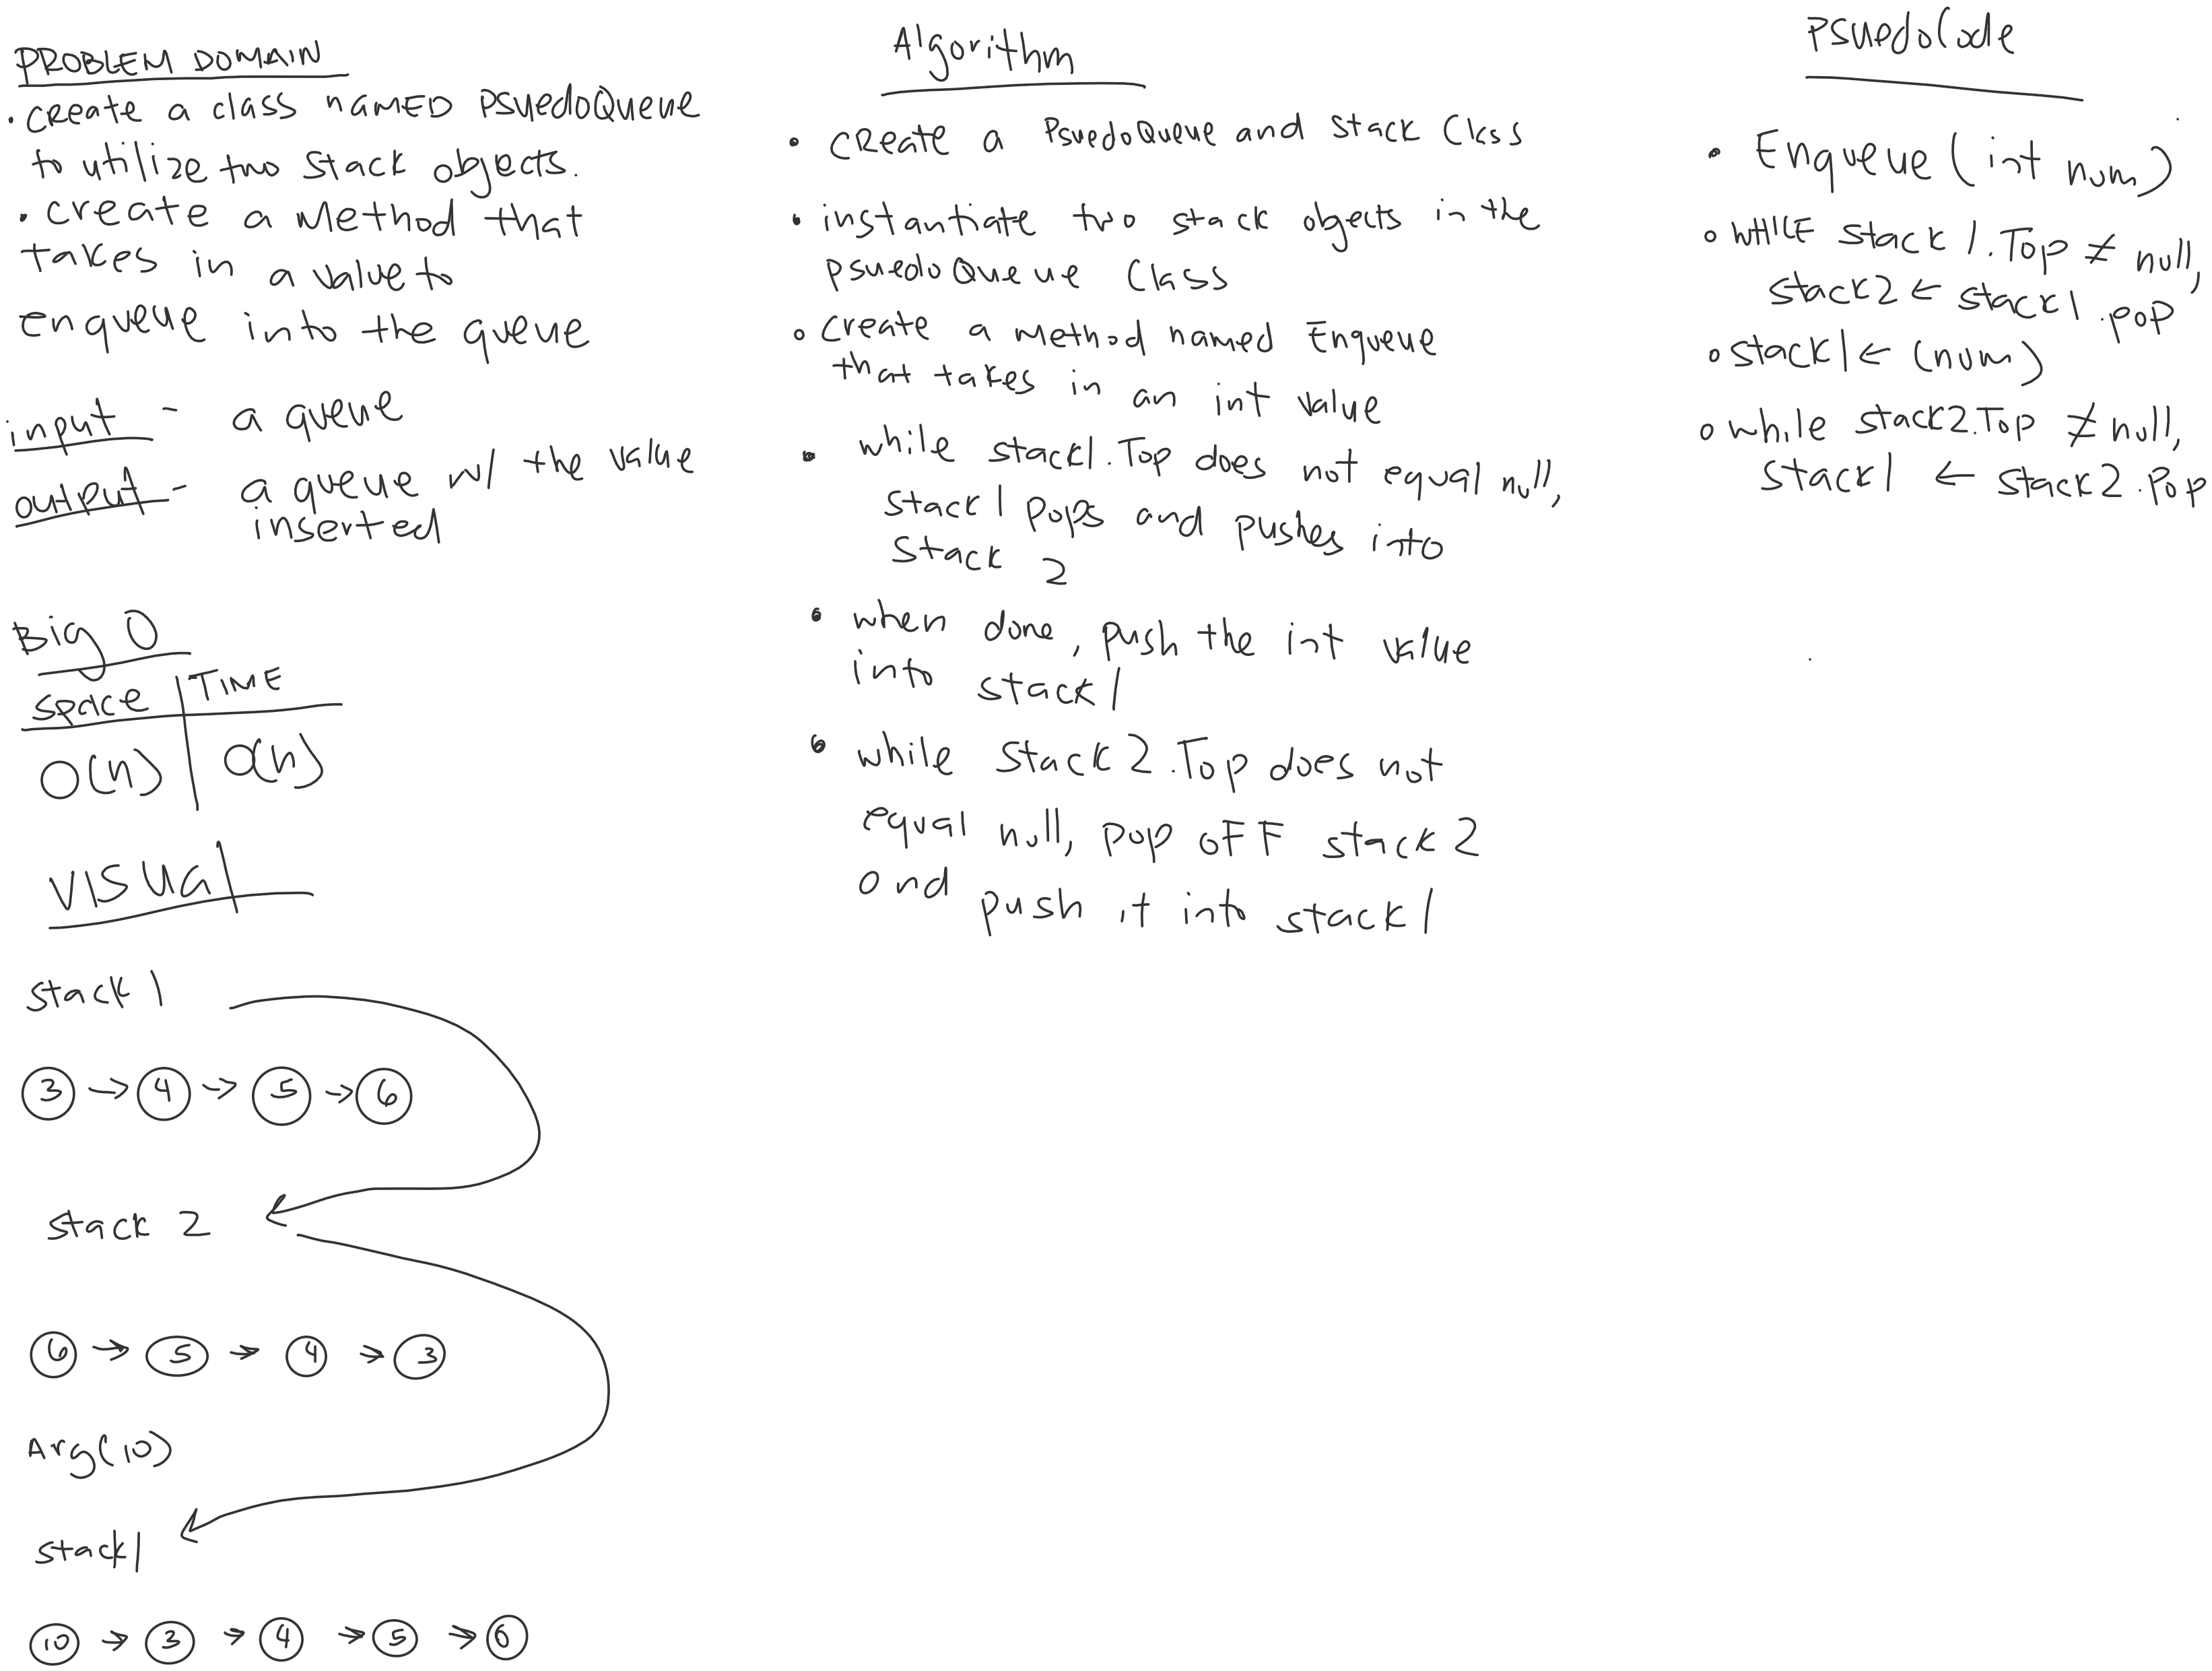 PROBLEM DOMAIN
• create a class namED PSuedoQueue
to utilize two stack objects.
• create a Method that
takes in a value to
Enqueue into the queue
input - a queue
output - a queue w/ the value
inserted
Big O
space | TIME
O(n) | O(n)
VISUal
stack 1
3 → 4 → 5 → 6
stack 2
6 → 5 → 4 → 3
Arg(10)
stack1
10 → 3 → 4 → 5 → 6
Algorithm
• create a PsuedoQueue and stack Class
• instantiate two stack objects in the
PsuedoQueue Class
• create a method named Enqueue
that takes in an int value
• while stack1.Top does not equal null,
stack1 pops and pushes into
stack 2
• when done, push the int value
into stack1
• while stack2.Top does not
equal null, pop off stack2
and push it into stack1
PSuedoCode
• Enqueue(int num)
• WHILE stack1.Top ≠ null,
stack2 ← stack1.pop
• stack1 ← (num)
• while stack2.Top ≠ null,
stack1 ← stack2.Pop